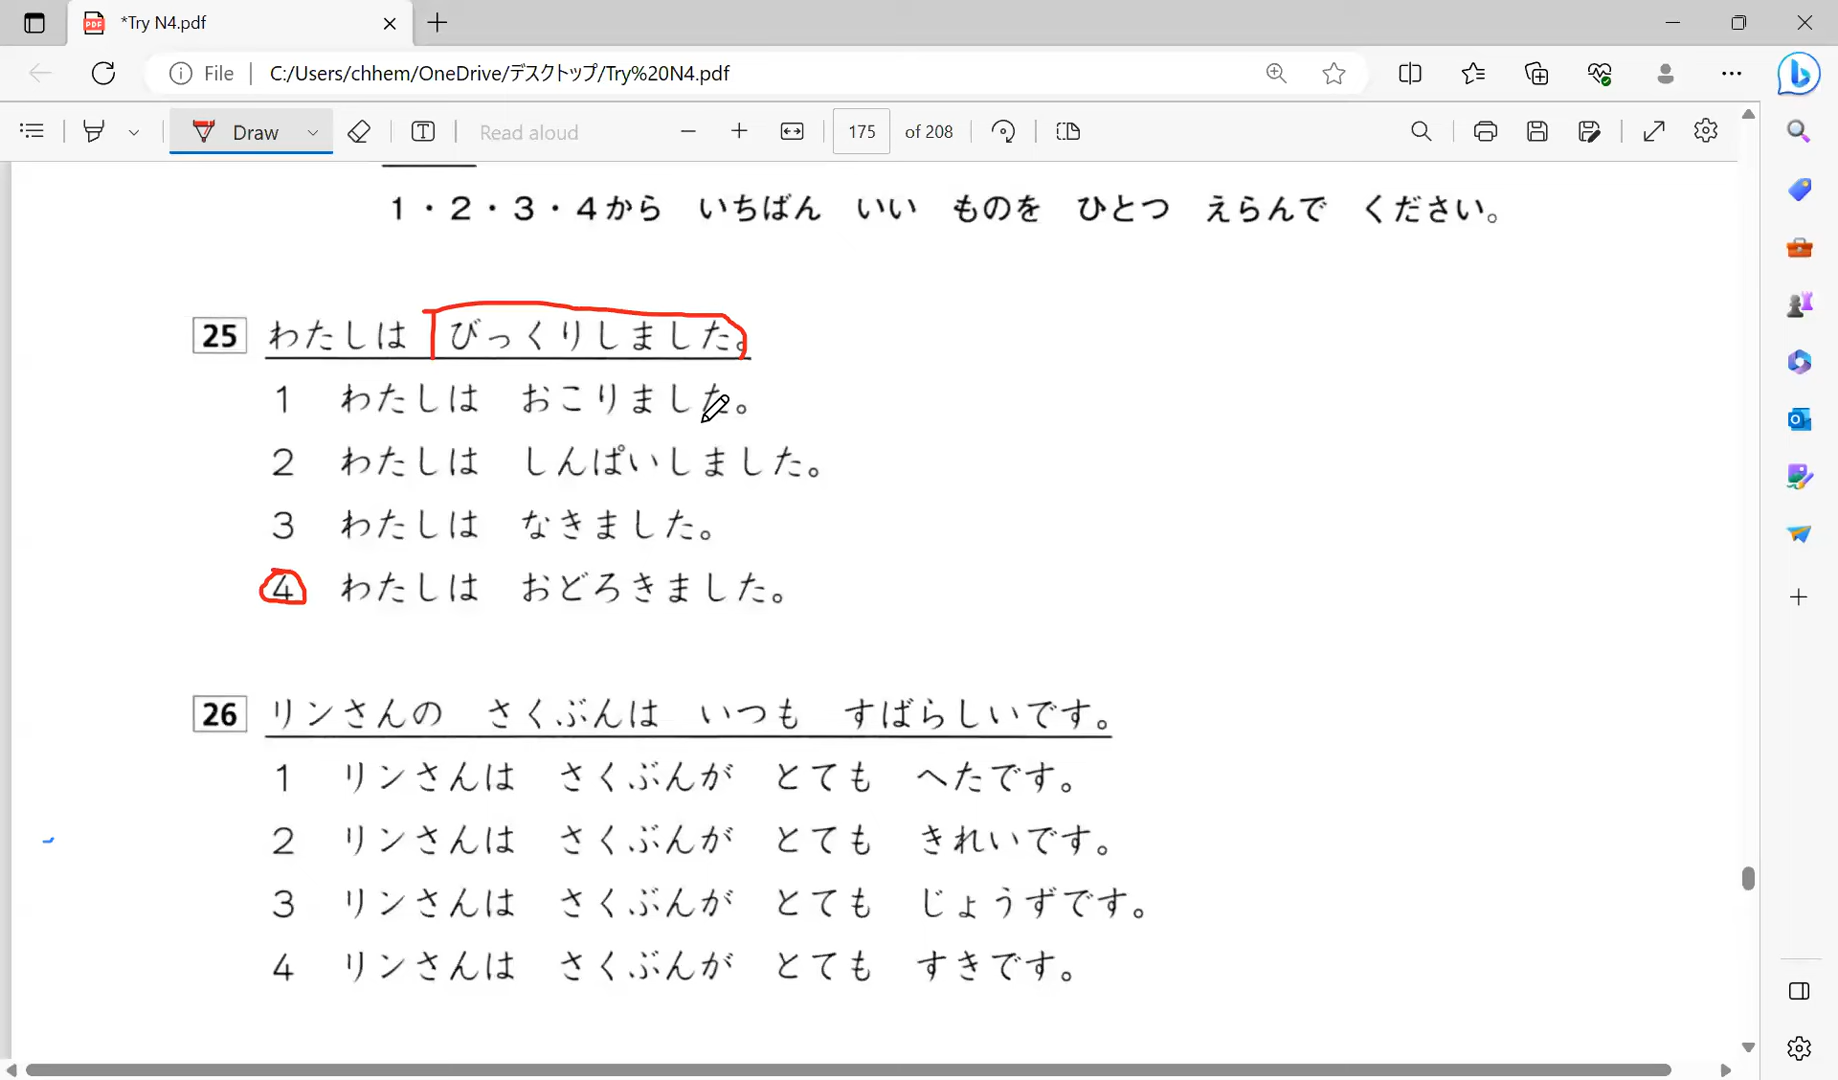 *Try N4.pdf
File | C:/Users/chhem/OneDrive/デスクトップ/Try%20N4.pdf
Draw Read aloud 175 of 208
1・2・3・4から いちばん いい ものを ひとつ えらんで ください。
25 わたしは びっくりしました。
1 わたしは おこりました。
2 わたしは しんぱいしました。
3 わたしは なきました。
4 わたしは おどろきました。
26 リンさんの さくぶんは いつも すばらしいです。
1 リンさんは さくぶんが とても へたです。
2 リンさんは さくぶんが とても きれいです。
3 リンさんは さくぶんが とても じょうずです。
4 リンさんは さくぶんが とても すきです。